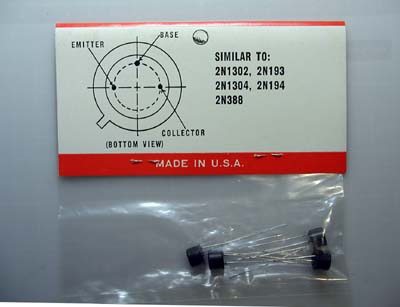 BASE
EMITTER
COLLECTOR
(BOTTOM VIEW)
SIMILAR TO:
2N1302, 2N193
2N1304, 2N194
2N388
MADE IN U.S.A.